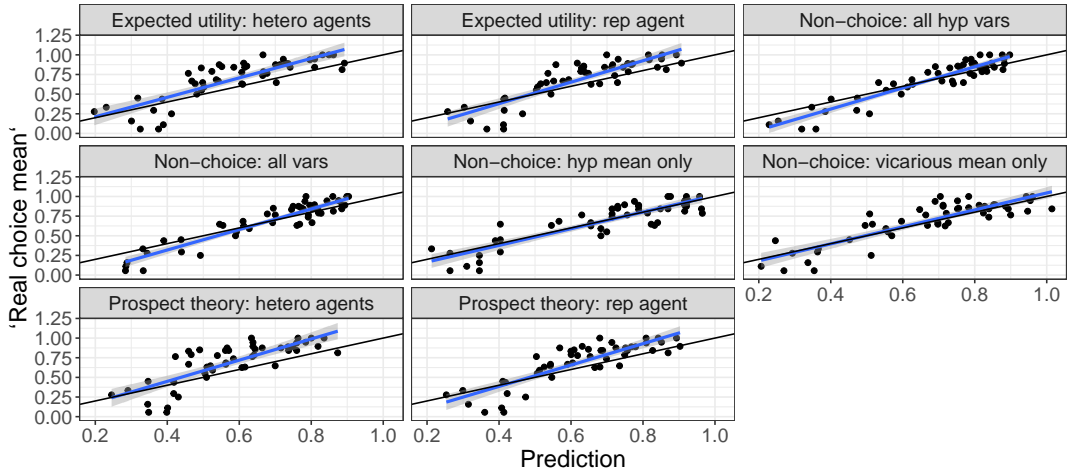 Expected utility: hetero agents
Expected utility: rep agent
Non−choice: all hyp vars
1.25
1.00
0.75
0.50
0.25
0.00
Non−choice: all vars
Non−choice: hyp mean only
Non−choice: vicarious mean only
1.25
1.00
0.75
0.50
0.25
0.00
0.2 0.4 0.6 0.8 1.0
Prospect theory: hetero agents
Prospect theory: rep agent
1.25
1.00
0.75
0.50
0.25
0.00
0.2 0.4 0.6 0.8 1.0
0.2 0.4 0.6 0.8 1.0
Prediction
‘Real choice mean‘